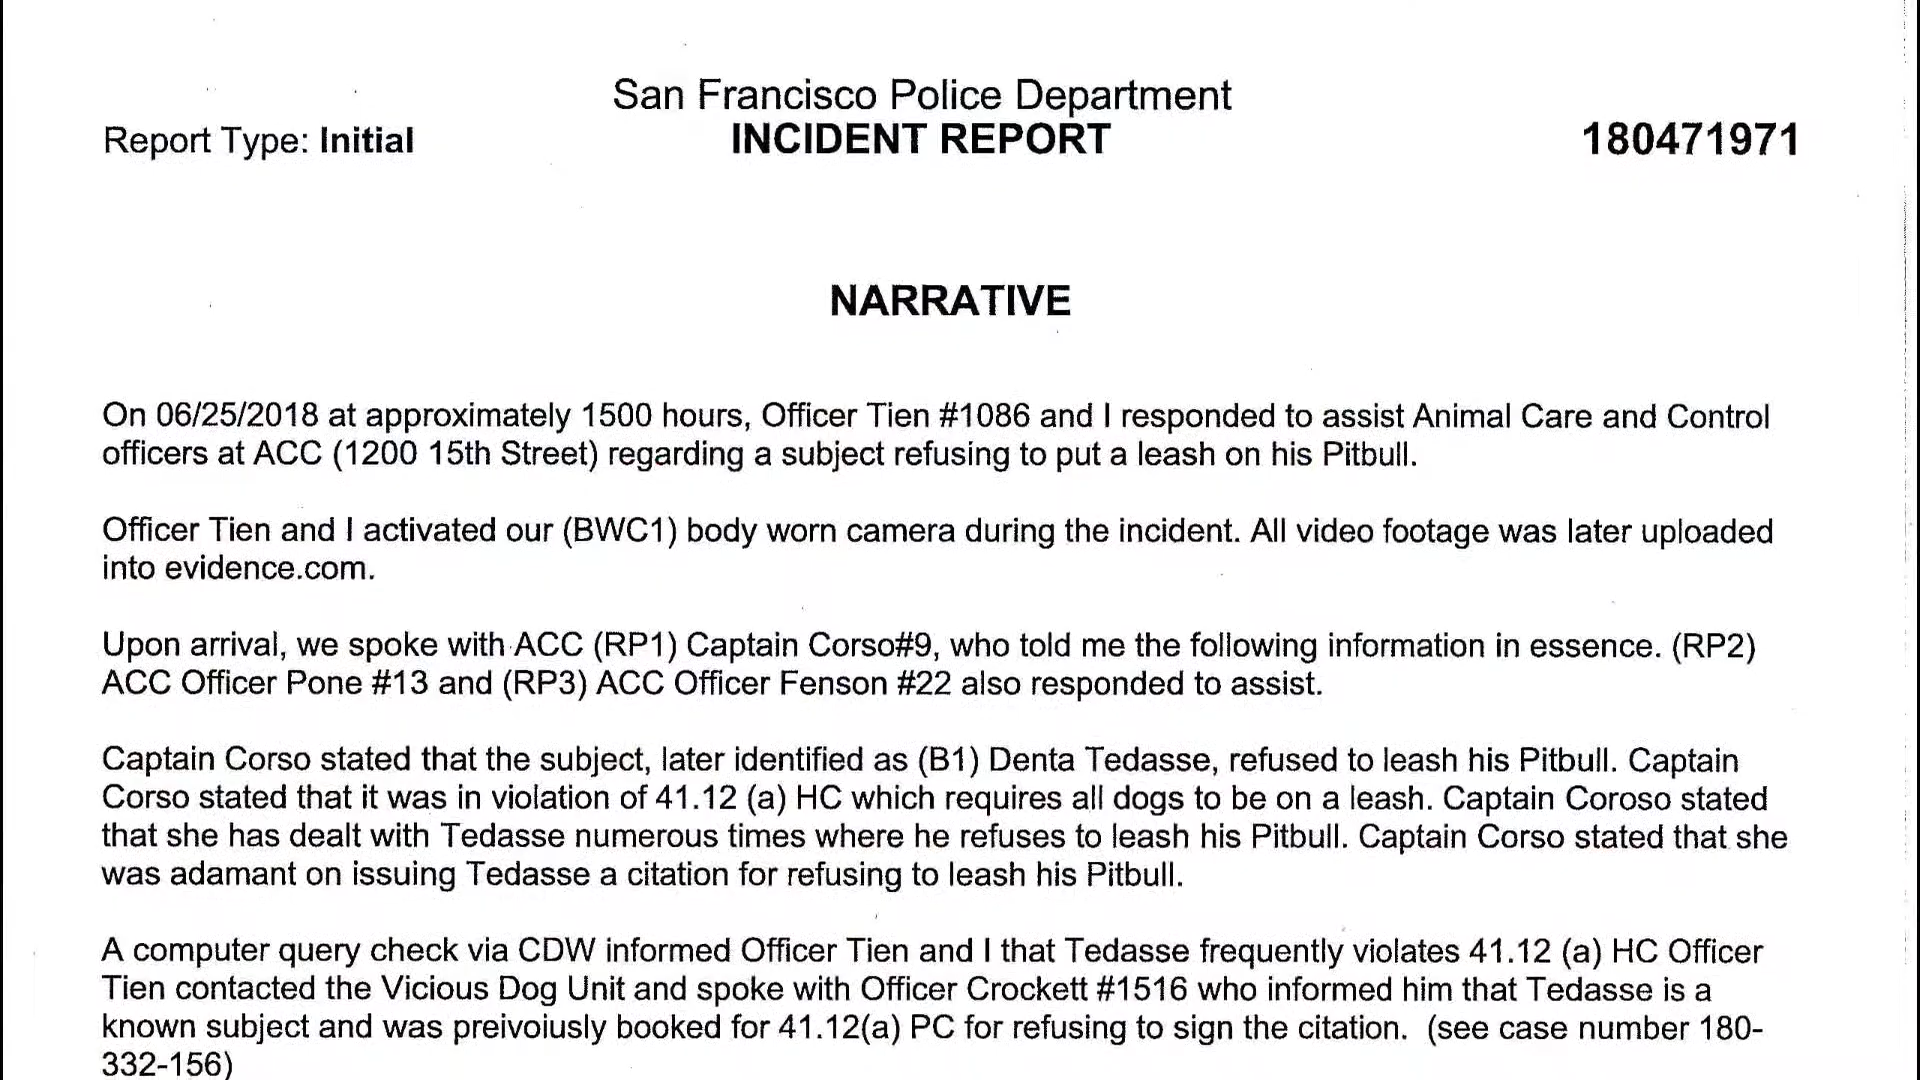 San Francisco Police Department
Report Type: Initial
INCIDENT REPORT
180471971
NARRATIVE
On 06/25/2018 at approximately 1500 hours, Officer Tien #1086 and I responded to assist Animal Care and Control
officers at ACC (1200 15th Street) regarding a subject refusing to put a leash on his Pitbull.
Officer Tien and I activated our (BWC1) body worn camera during the incident. All video footage was later uploaded
into evidence.com.
Upon arrival, we spoke with ACC (RP1) Captain Corso#9, who told me the following information in essence. (RP2)
ACC Officer Pone #13 and (RP3) ACC Officer Fenson #22 also responded to assist.
Captain Corso stated that the subject, later identified as (B1) Denta Tedasse, refused to leash his Pitbull. Captain
Corso stated that it was in violation of 41.12 (a) HC which requires all dogs to be on a leash. Captain Coroso stated
that she has dealt with Tedasse numerous times where he refuses to leash his Pitbull. Captain Corso stated that she
was adamant on issuing Tedasse a citation for refusing to leash his Pitbull.
A computer query check via CDW informed Officer Tien and I that Tedasse frequently violates 41.12 (a) HC Officer
Tien contacted the Vicious Dog Unit and spoke with Officer Crockett #1516 who informed him that Tedasse is a
known subject and was preivoiusly booked for 41.12(a) PC for refusing to sign the citation. (see case number 180-
332-156)